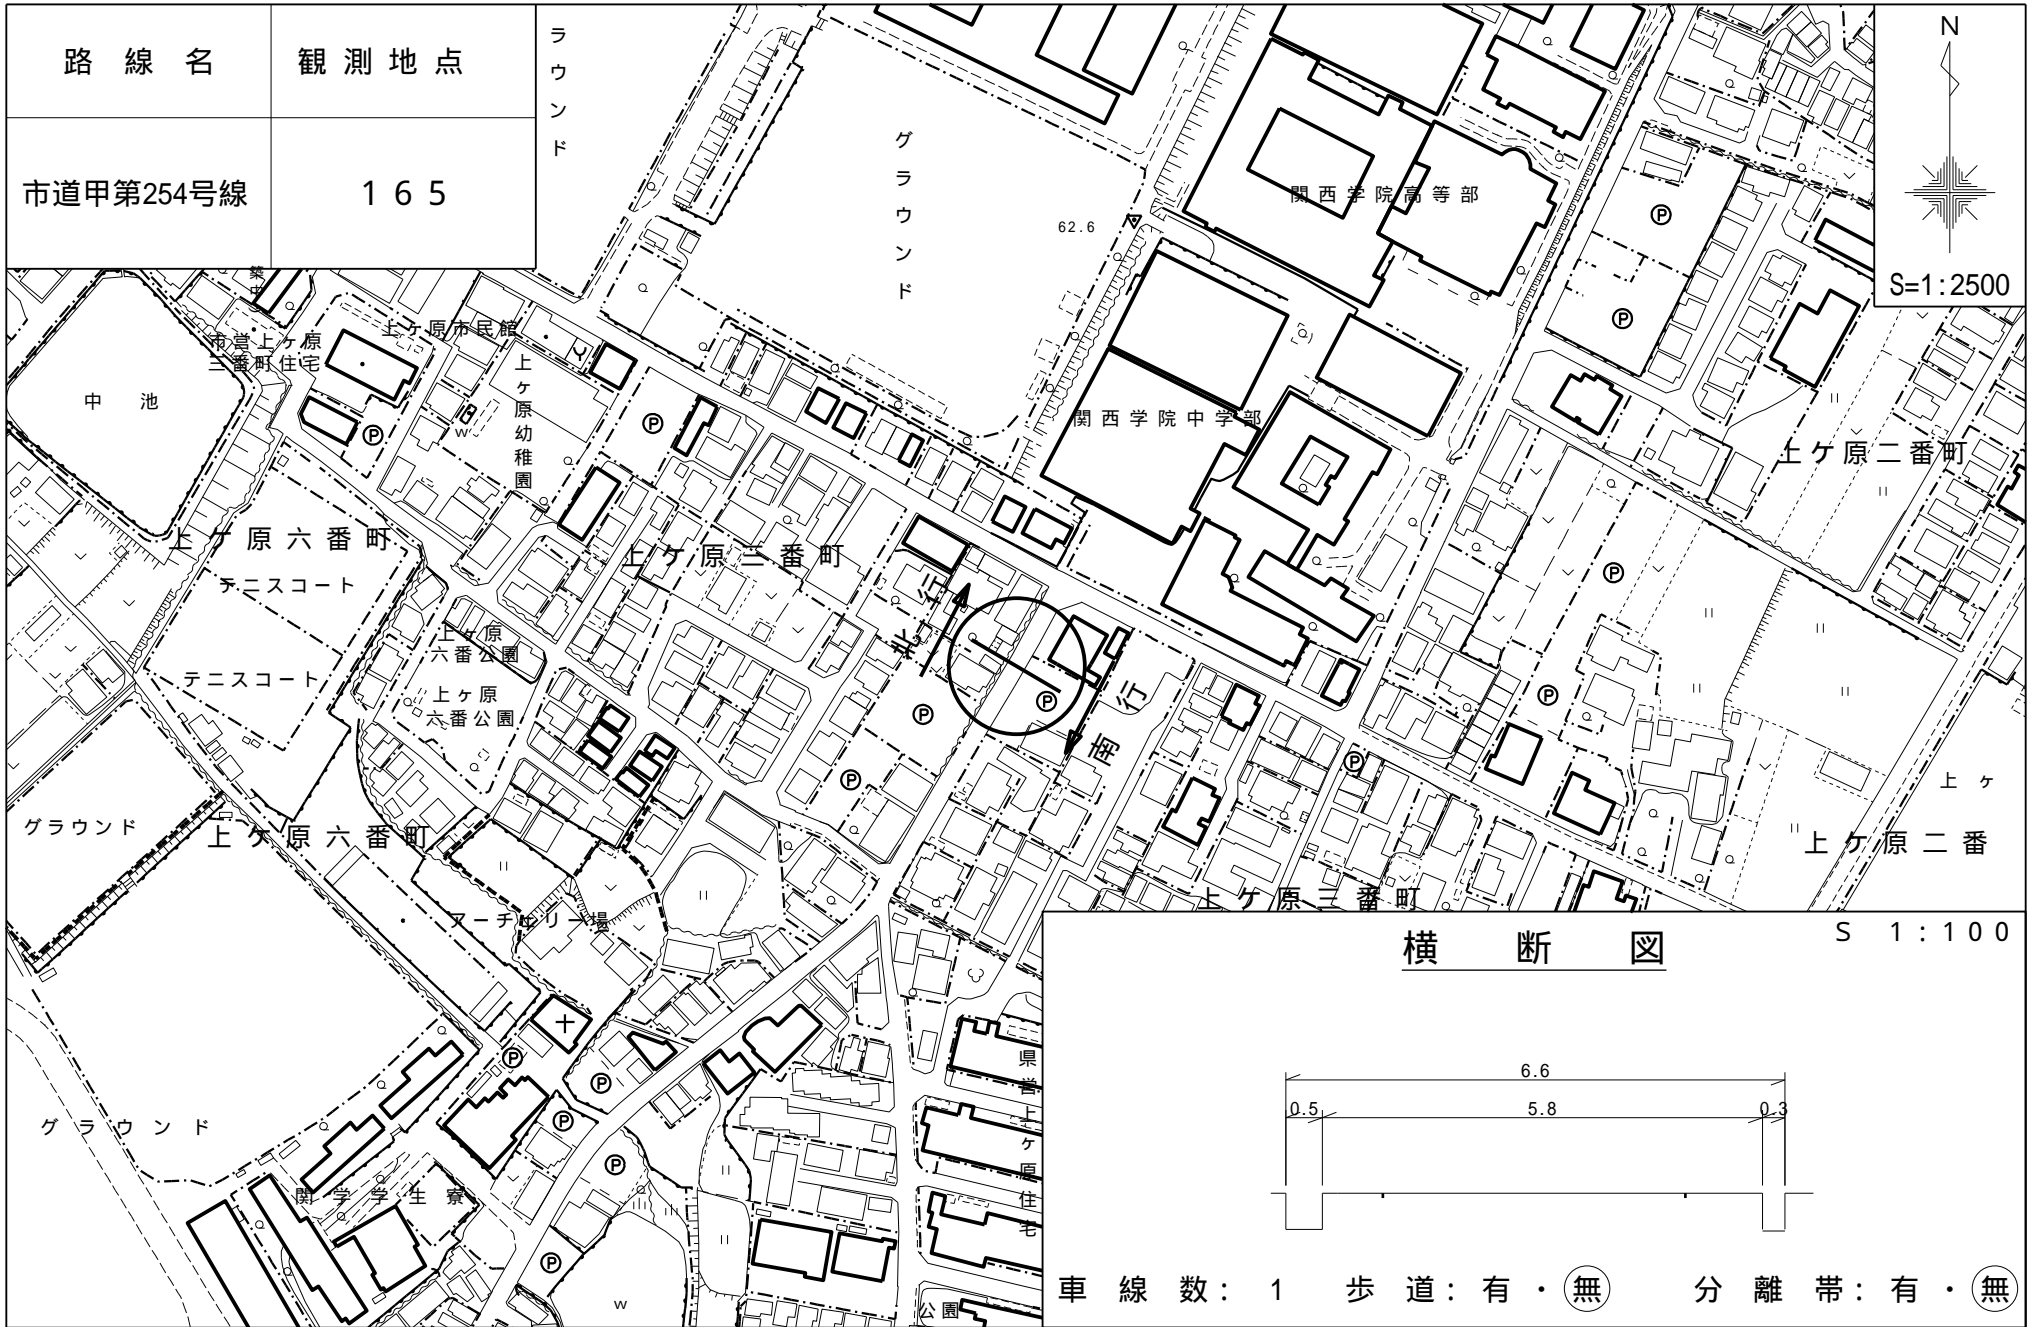 路線名
観測地点
市道甲第254号線
165
ラウンド
グラウンド
62.6
関西学院高等部
N
S=1:2500
市営上ケ原
三番町住宅
上ケ原市民館
上ケ原幼稚園
中池
関西学院中学部
上ケ原二番町
上ケ原六番町
テニスコート
テニスコート
上ケ原三番町
上ケ原
六番公園
上ケ原
六番公園
北行
南行
グラウンド
上ケ原六番町
アーチェリー場
上ケ
上ケ原二番
上ケ原三番町
グラウンド
関学学生寮
県営上ケ原住宅
公園
横断図
S 1:100
6.6
0.5
5.8
0.3
車線数: 1 歩道: 有・無 分離帯: 有・無